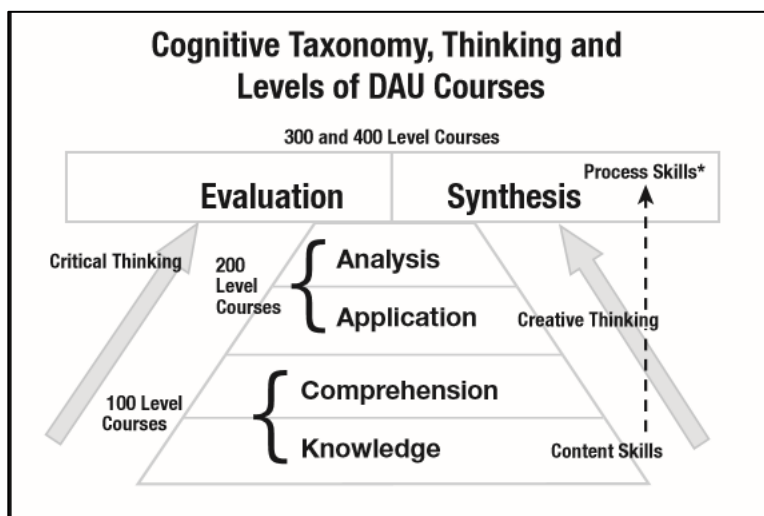 Cognitive Taxonomy, Thinking and
Levels of DAU Courses
300 and 400 Level Courses
Evaluation
Synthesis
Process Skills*
Critical Thinking
200
Level
Courses
Analysis
Application
Creative Thinking
100 Level
Courses
Comprehension
Knowledge
Content Skills